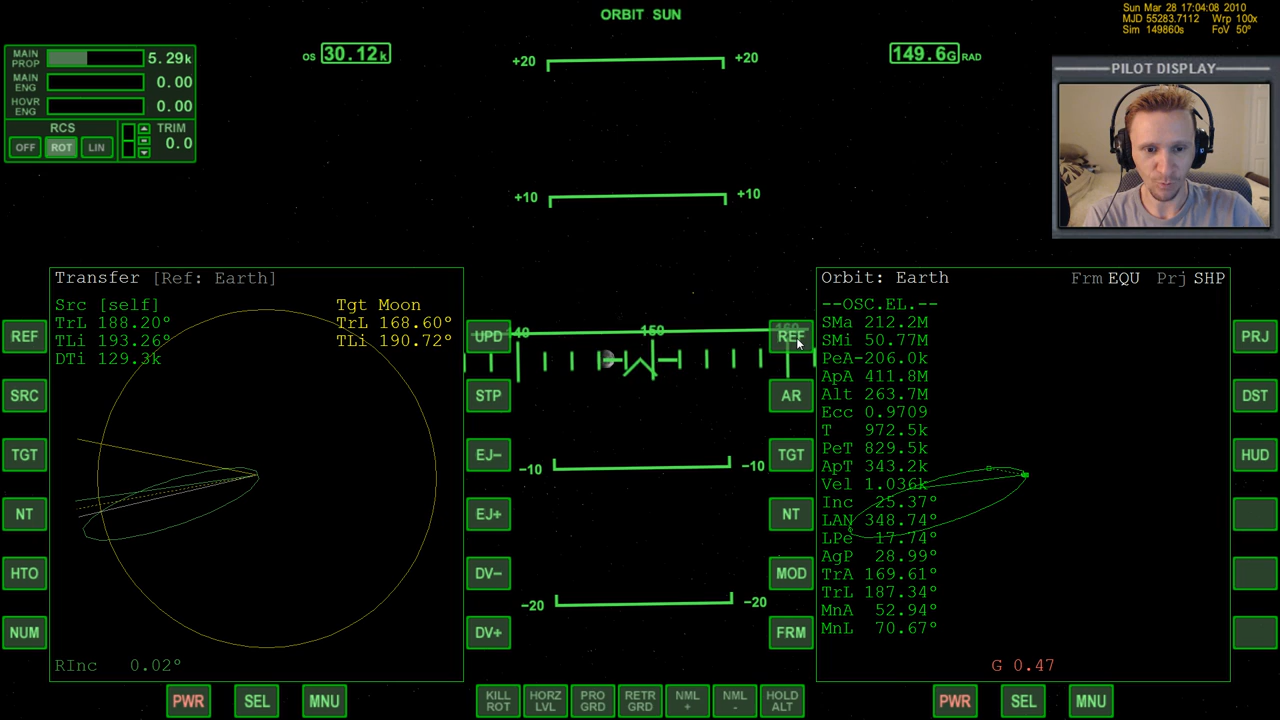 ORBIT SUN
Sun Mar 28 17:04:08 2010
MJD 55283.7112 Wrp 100x
Sim 149860s FoV 50°
MAIN PROP 5.29k
MAIN ENG 0.00
HOVR ENG 0.00
RCS
TRIM
0.0
OFF ROT LIN
OS 30.12k
149.6G RAD
PILOT DISPLAY
+20 +20
+10 +10
150
-10 -10
-20 -20
Transfer [Ref: Earth]
Src [self]
TrL 188.20°
TLi 193.26°
DTi 129.3k
Tgt Moon
TrL 168.60°
TLi 190.72°
RInc 0.02°
REF
SRC
TGT
NT
HTO
NUM
UPD
STP
EJ-
EJ+
DV-
DV+
PWR SEL MNU
KILL ROT
HORZ LVL
PRO GRD
RETR GRD
NML +
NML -
HOLD ALT
REF
AR
TGT
NT
MOD
FRM
Orbit: Earth Frm EQU Prj SHP
--OSC.EL.--
SMa 212.2M
SMi 50.77M
PeA-206.0k
ApA 411.8M
Alt 263.7M
Ecc 0.9709
T 972.5k
PeT 829.5k
ApT 343.2k
Vel 1.036k
Inc 25.37°
LAN 348.74°
LPe 17.74°
AgP 28.99°
TrA 169.61°
TrL 187.34°
MnA 52.94°
MnL 70.67°
G 0.47
PRJ
DST
HUD
PWR SEL MNU